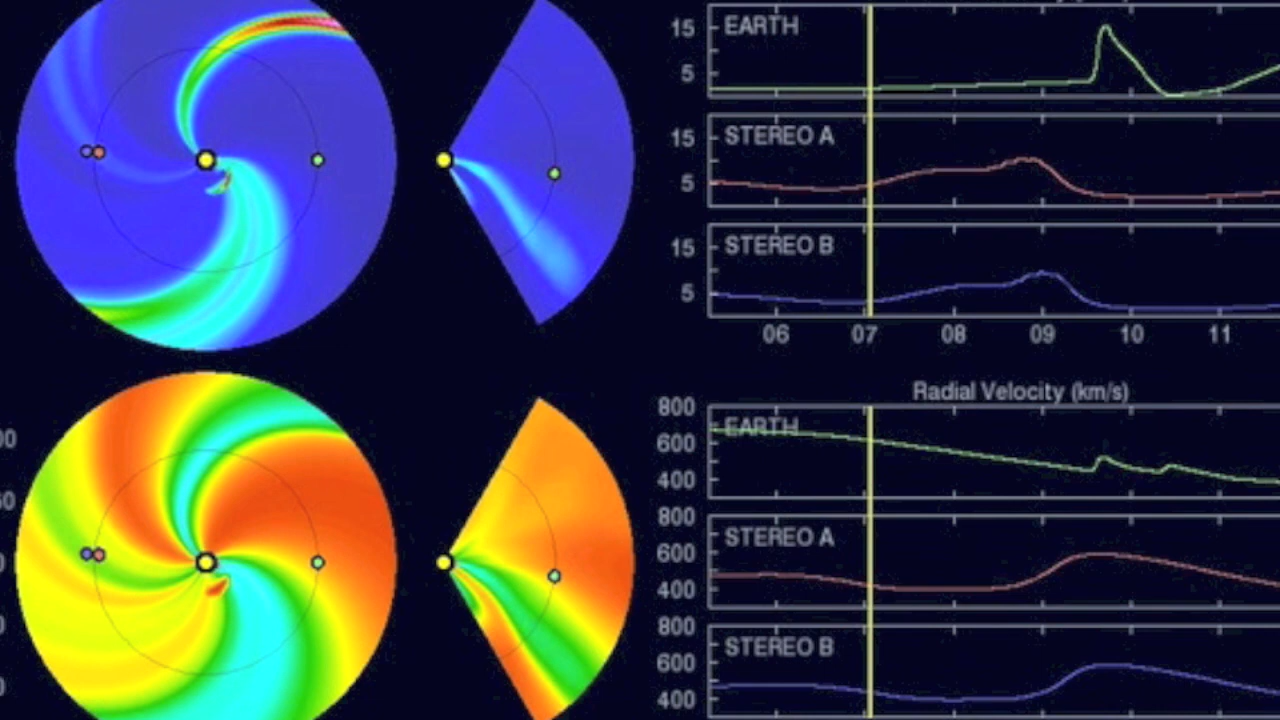 EARTH
15
5
STEREO A
15
5
STEREO B
15
5
06 07 08 09 10 11
Radial Velocity (km/s)
800
EARTH
600
400
800
STEREO A
600
400
800
STEREO B
600
400